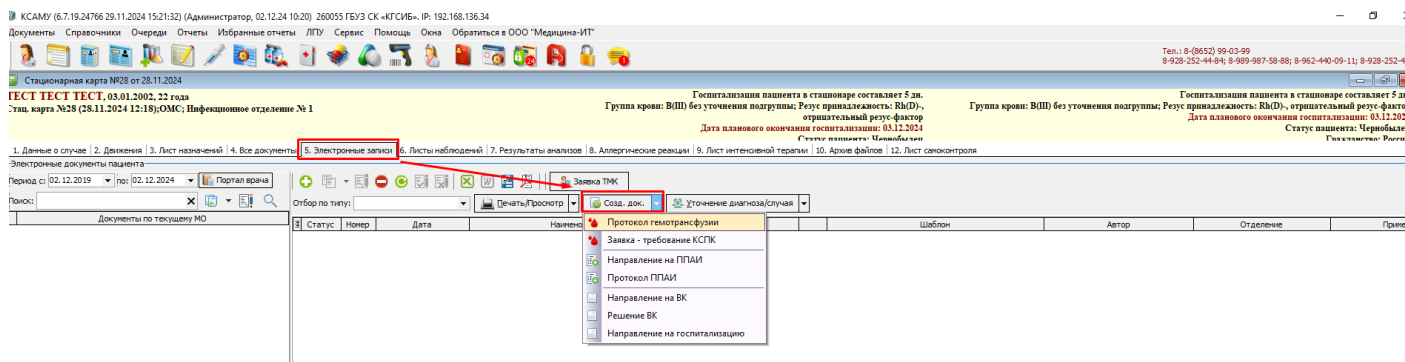 КСАМУ (6.7.19.24766 29.11.2024 15:21:32) (Администратор, 02.12.24 10:20) 260055 ГБУЗ СК «КГСИБ». IP: 192.168.136.34
Документы Справочники Очереди Отчеты Избранные отчеты ЛПУ Сервис Помощь Окна Обратиться в ООО "Медицина-ИТ"
Тел.: 8-(8652) 99-03-99
8-928-252-44-84; 8-989-987-58-88; 8-962-440-09-11; 8-928-252-4
Стационарная карта №28 от 28.11.2024
ТЕСТ ТЕСТ ТЕСТ, 03.01.2002, 22 года
Стац. карта №28 (28.11.2024 12:18);ОМС; Инфекционное отделение № 1
Госпитализация пациента в стационаре составляет 5 дн.
Группа крови: B(III) без уточнения подгруппы; Резус принадлежность: Rh(D)-,
отрицательный резус-фактор
Дата планового окончания госпитализации: 03.12.2024
Статус пациента: Чернобылец
Госпитализация пациента в стационаре составляет 5 дн
Группа крови: B(III) без уточнения подгруппы; Резус принадлежность: Rh(D)-, отрицательный резус-факто
Дата планового окончания госпитализации: 03.12.202
Статус пациента: Чернобыле
Гражданство: Росси
1. Данные о случае 2. Движения 3. Лист назначений 4. Все документы 5. Электронные записи 6. Листы наблюдений 7. Результаты анализов 8. Аллергические реакции 9. Лист интенсивной терапии 10. Архив файлов 12. Лист самоконтроля
Электронные документы пациента
Период с: 02.12.2019 по: 02.12.2024 Портал врача
Заявка ТМК
Поиск:
Отбор по типу: Печать/Просмотр Созд. док. Уточнение диагноза/случая
Документы по текущему МО
Статус Номер Дата Наимено Шаблон Автор Отделение Приме
Протокол гемотрансфузии
Заявка - требование КСПК
Направление на ППАИ
Протокол ППАИ
Направление на ВК
Решение ВК
Направление на госпитализацию